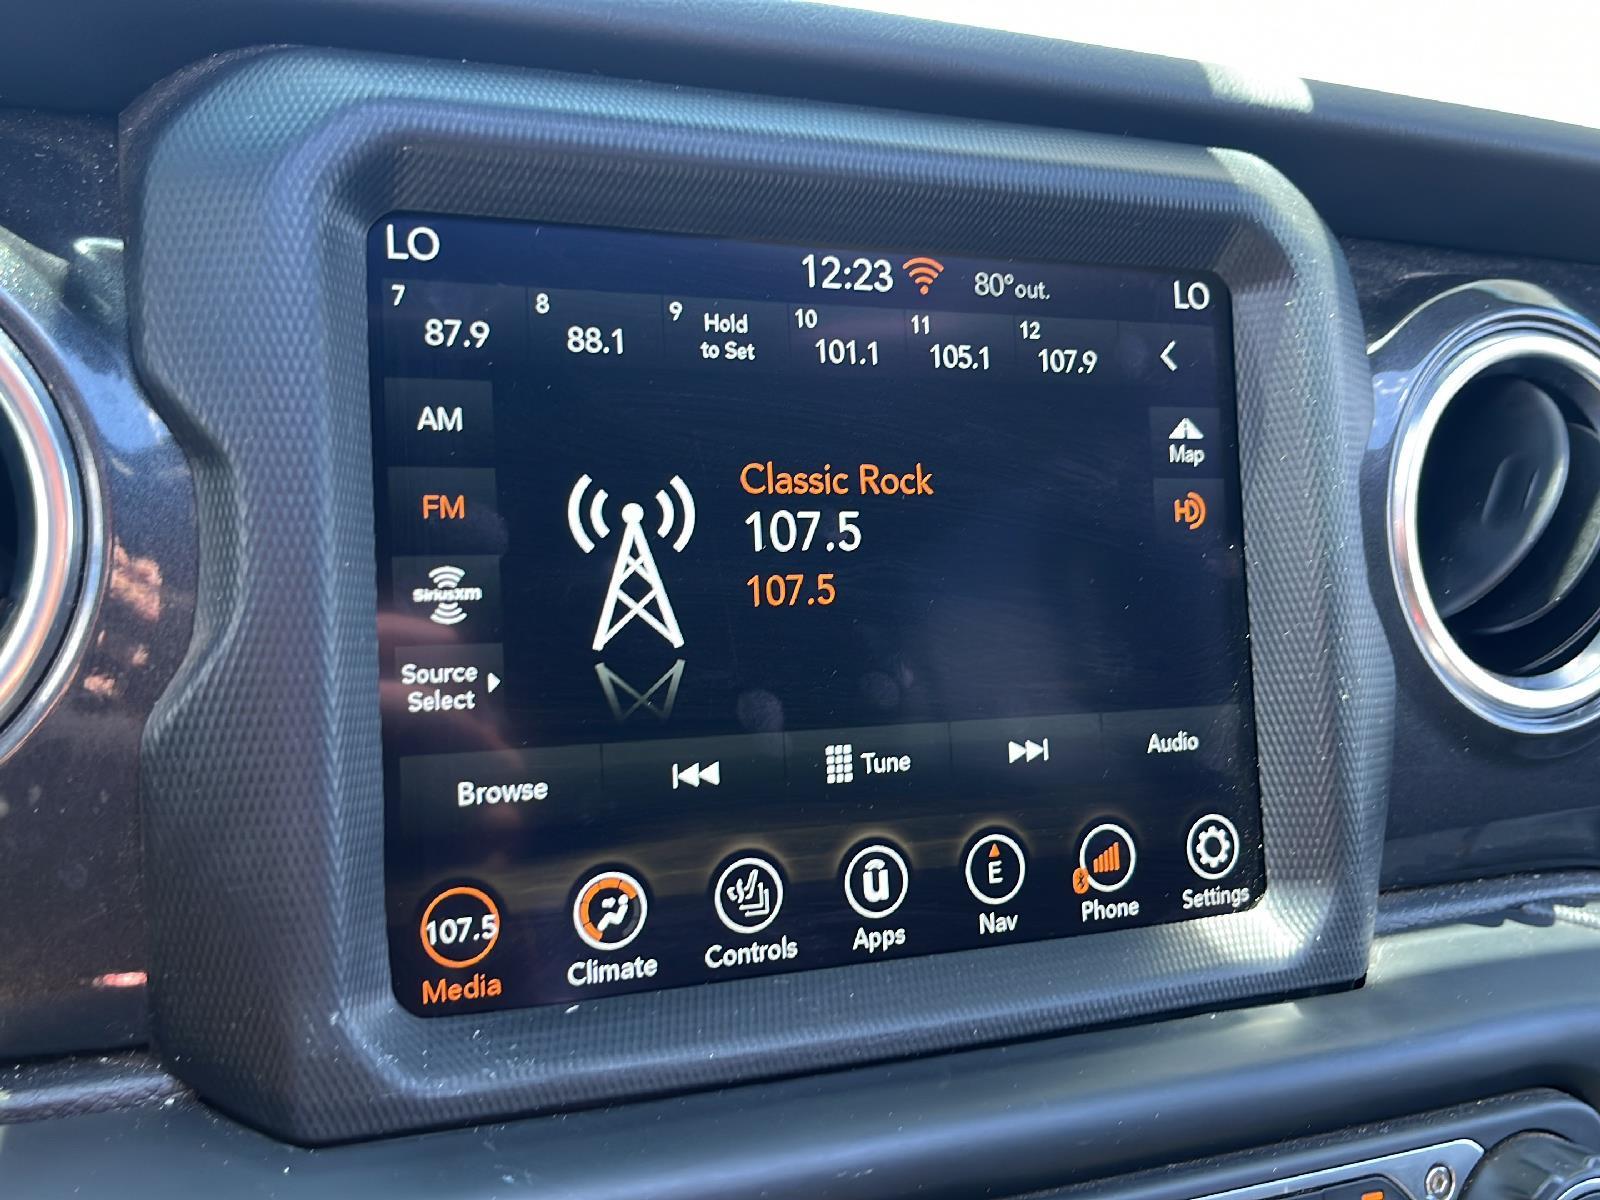 LO
12:23
80° out.
LO
7
87.9
8
88.1
9
Hold
to Set
10
101.1
11
105.1
12
107.9
AM
FM
SiriusXM
Source
Select
Classic Rock
107.5
107.5
Map
HD
Browse
Tune
Audio
107.5
Media
Climate
Controls
u
Apps
E
Nav
Phone
Settings